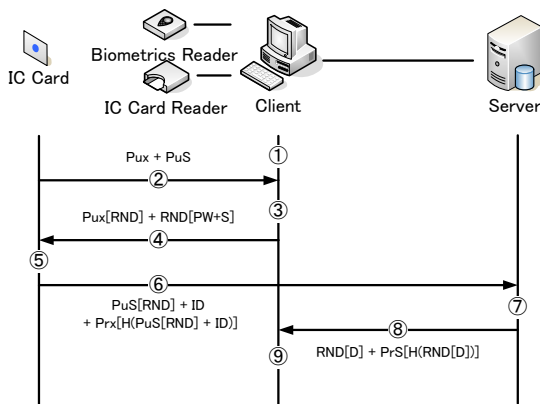 Biometrics Reader
IC Card
IC Card Reader
Client
Server
①
Pux + PuS
②
③
Pux[RND] + RND[PW+S]
④
⑤
⑥
PuS[RND] + ID
+ Prx[H(PuS[RND] + ID)]
⑦
⑧
RND[D] + PrS[H(RND[D])]
⑨